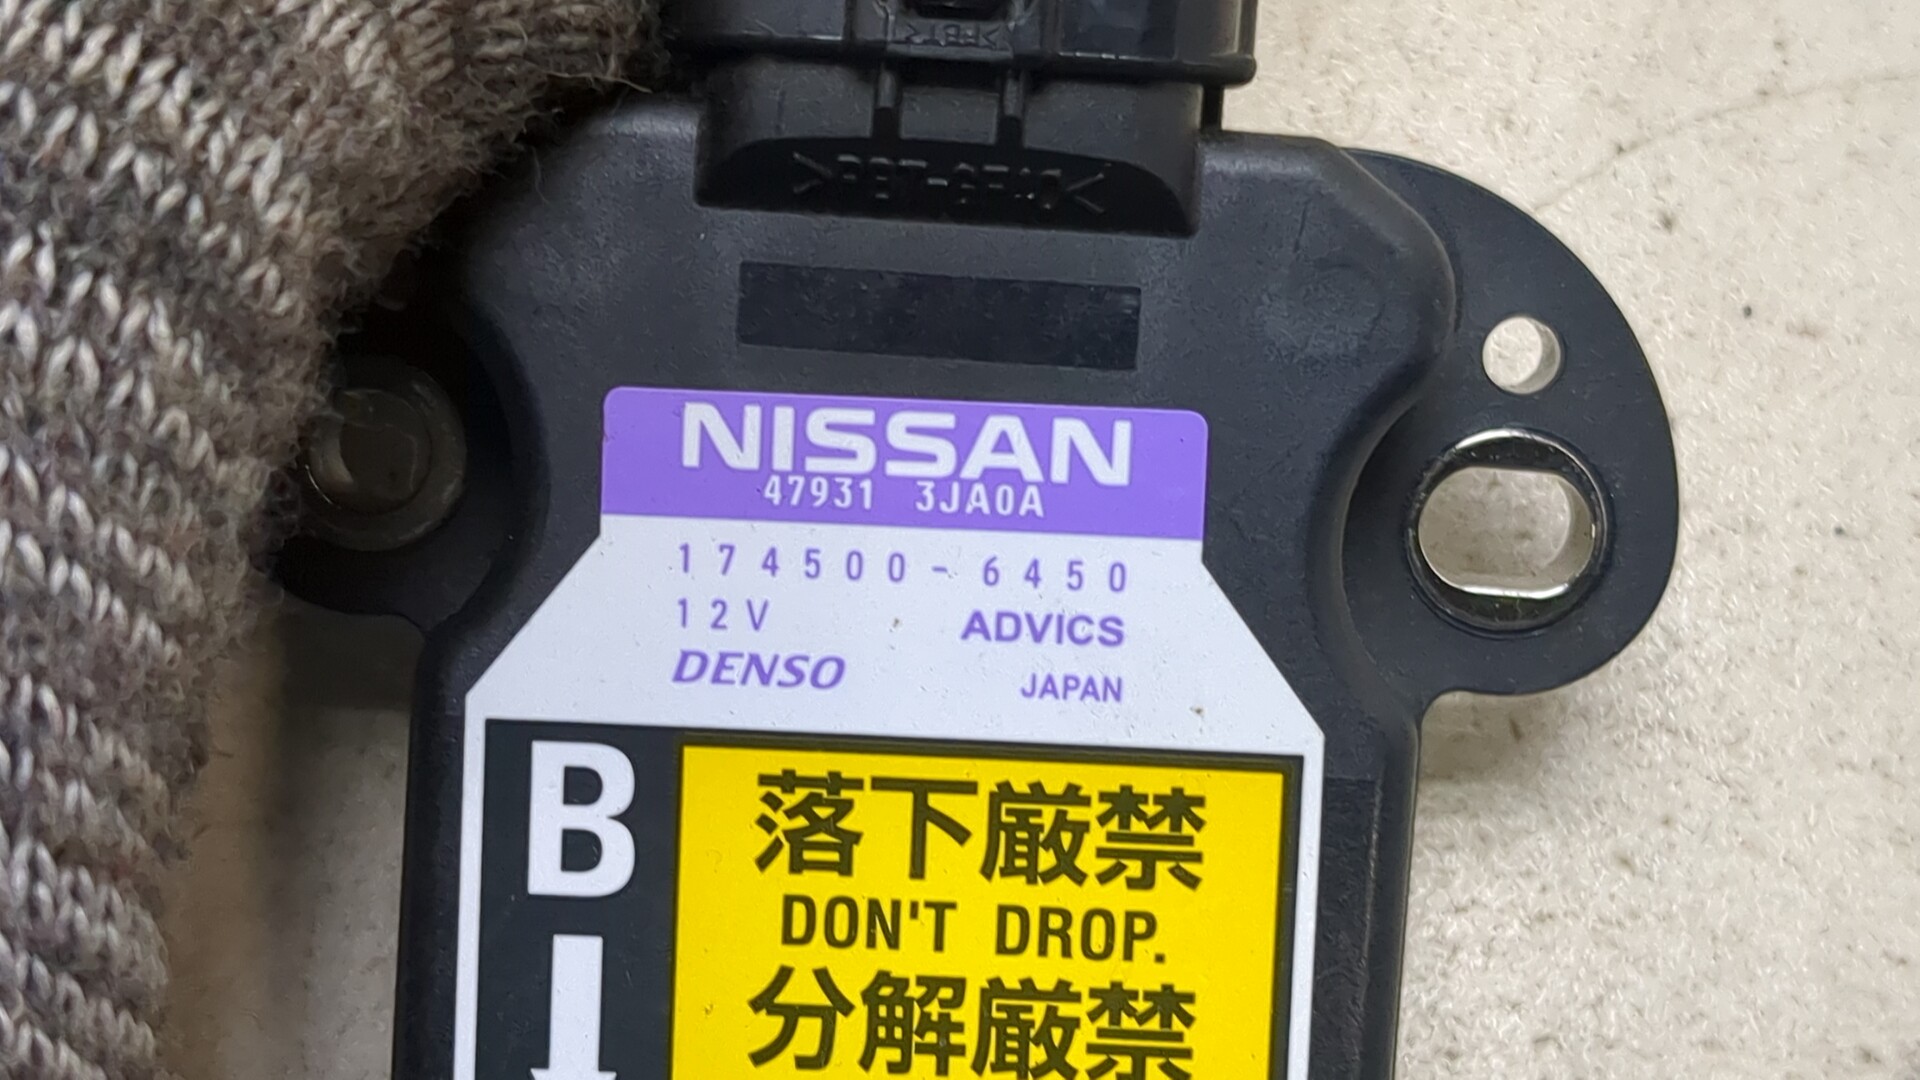 NISSAN
47931 3JA0A
174500-6450
12V ADVICS
DENSO JAPAN
B
落下厳禁
DON'T DROP.
分解厳禁